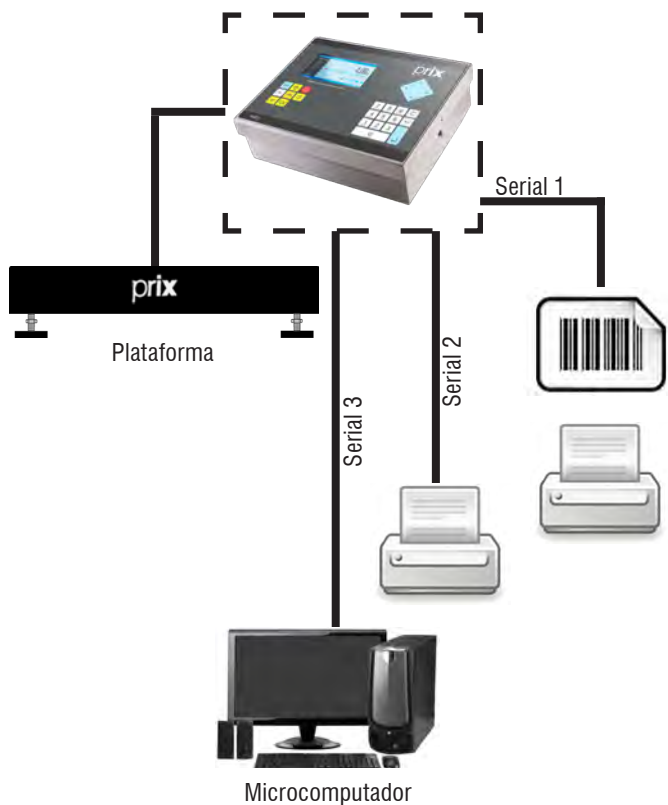 prix
Serial 1
prix
Plataforma
Serial 2
Serial 3
Microcomputador